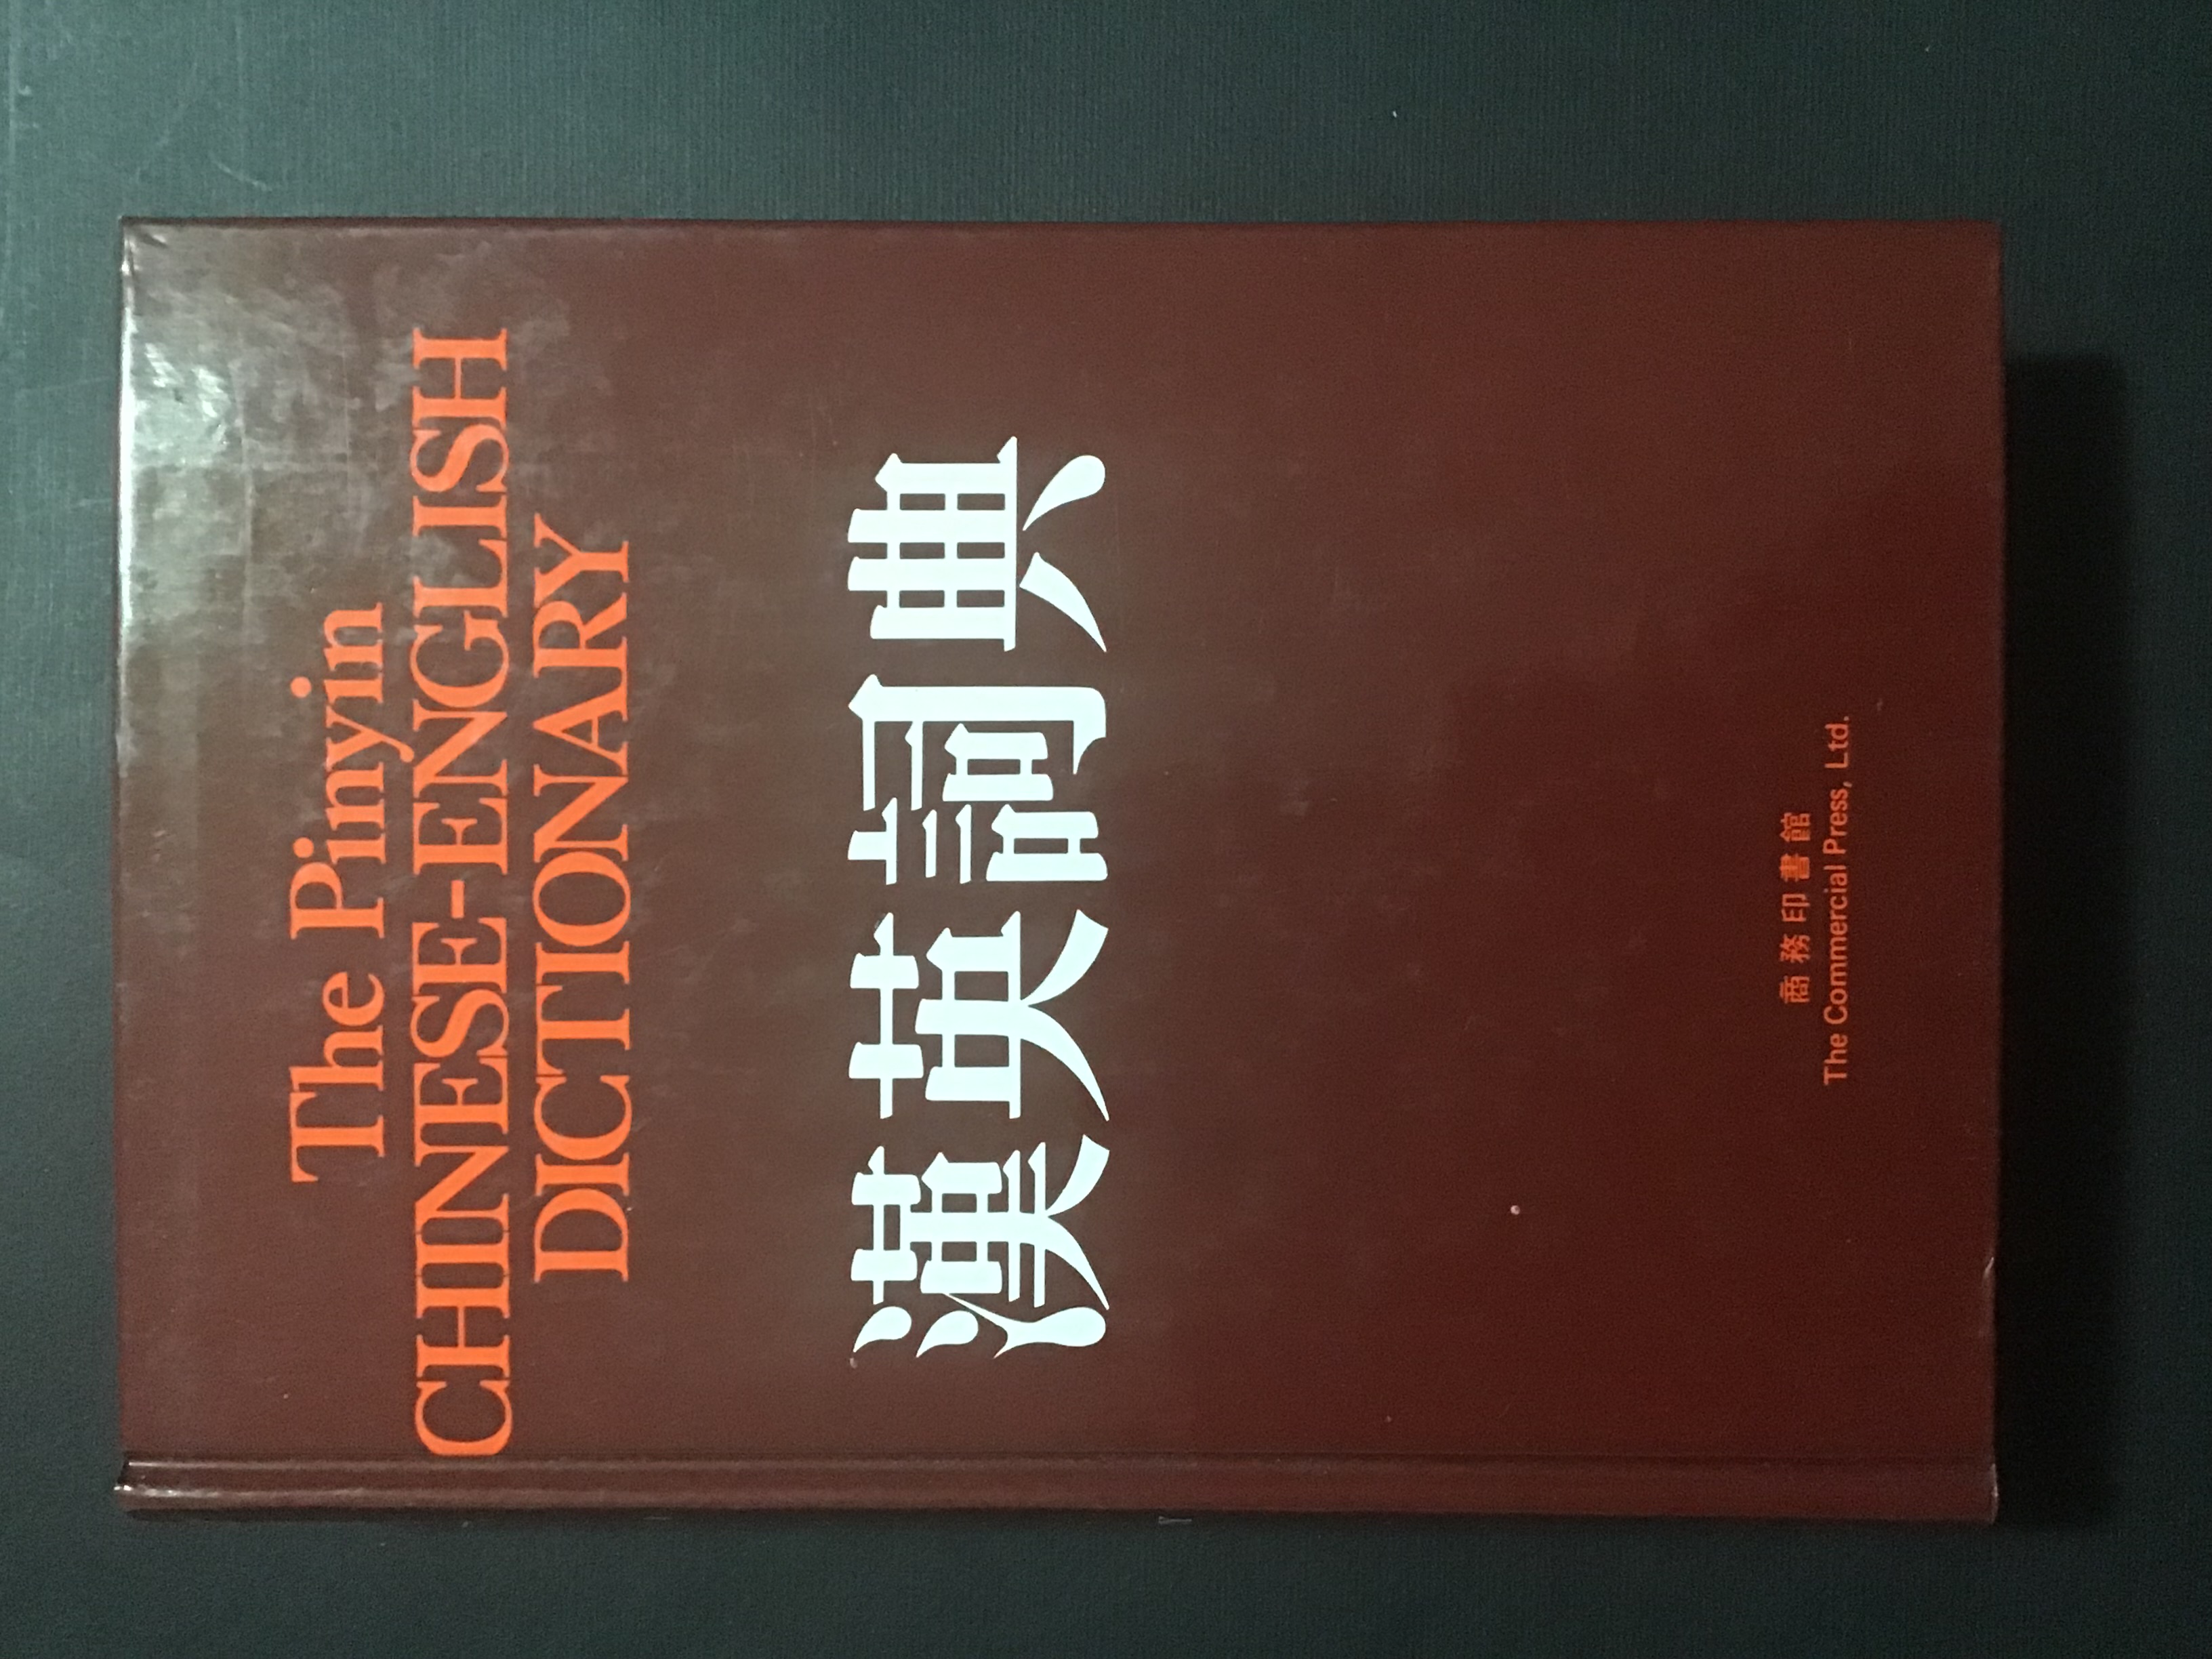 The Pinyin
CHINESE-ENGLISH
DICTIONARY
漢英詞典
商務印書館
The Commercial Press, Ltd.